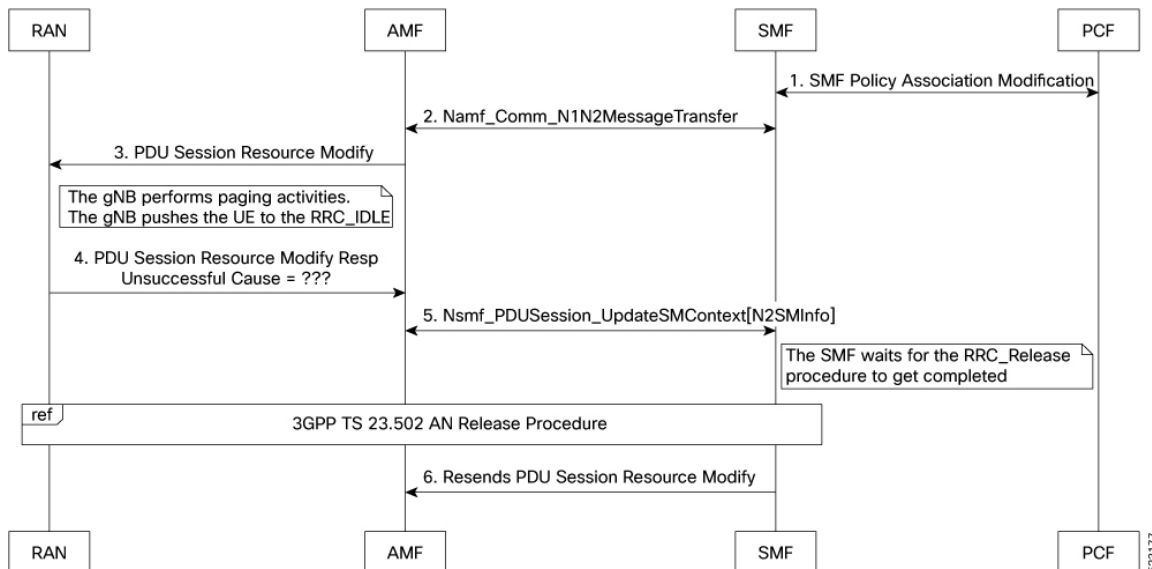 RAN
AMF
SMF
PCF
1. SMF Policy Association Modification
2. Namf_Comm_N1N2MessageTransfer
3. PDU Session Resource Modify
The gNB performs paging activities.
The gNB pushes the UE to the RRC_IDLE
4. PDU Session Resource Modify Resp
Unsuccessful Cause = ???
5. Nsmf_PDUSession_UpdateSMContext[N2SMInfo]
The SMF waits for the RRC_Release
procedure to get completed
ref
3GPP TS 23.502 AN Release Procedure
6. Resends PDU Session Resource Modify
RAN
AMF
SMF
PCF